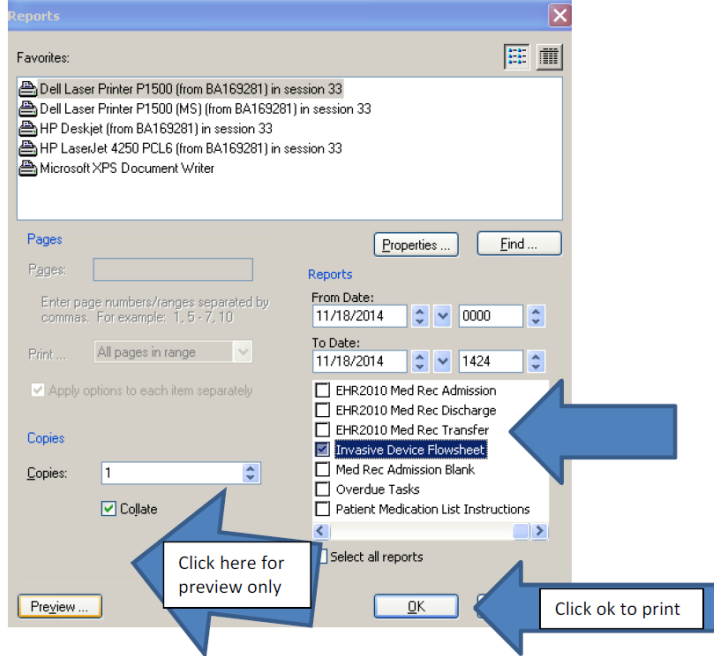 Reports
Favorites:
Dell Laser Printer P1500 (from BA169281) in session 33
Dell Laser Printer P1500 (MS) (from BA169281) in session 33
HP Deskjet (from BA169281) in session 33
HP LaserJet 4250 PCL6 (from BA169281) in session 33
Microsoft XPS Document Writer
Pages
Properties ...
Find ...
Pages:
Enter page numbers/ranges separated by
commas. For example: 1, 5 - 7, 10
Print ...
All pages in range
Apply options to each item separately
Copies
Copies:
1
Collate
Reports
From Date:
11/18/2014
0000
To Date:
11/18/2014
1424
EHR2010 Med Rec Admission
EHR2010 Med Rec Discharge
EHR2010 Med Rec Transfer
Invasive Device Flowsheet
Med Rec Admission Blank
Overdue Tasks
Patient Medication List Instructions
Select all reports
Click here for
preview only
Preview ...
OK
Click ok to print